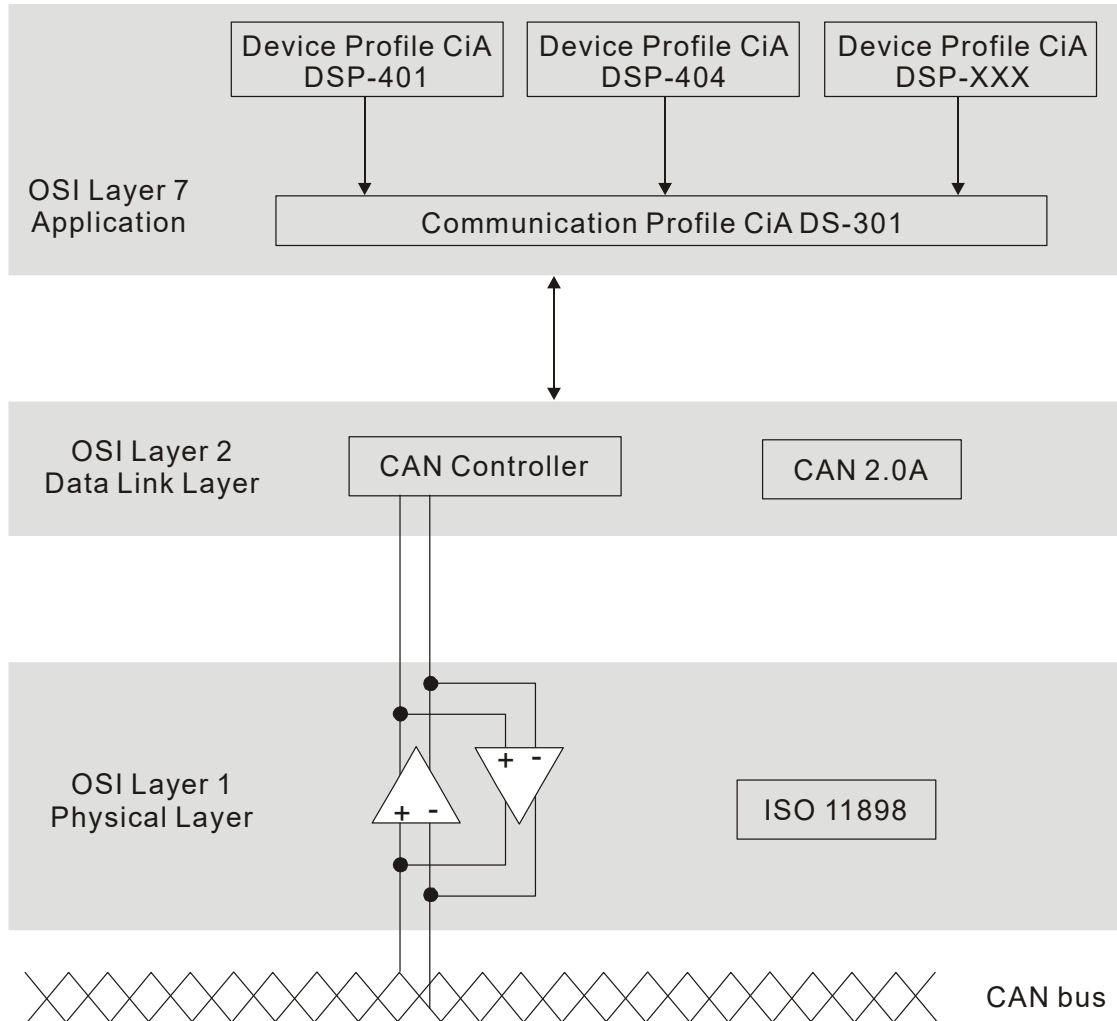 Device Profile CiA
DSP-401
Device Profile CiA
DSP-404
Device Profile CiA
DSP-XXX
OSI Layer 7
Application
Communication Profile CiA DS-301
OSI Layer 2
Data Link Layer
CAN Controller
CAN 2.0A
OSI Layer 1
Physical Layer
+ -
+ -
ISO 11898
CAN bus